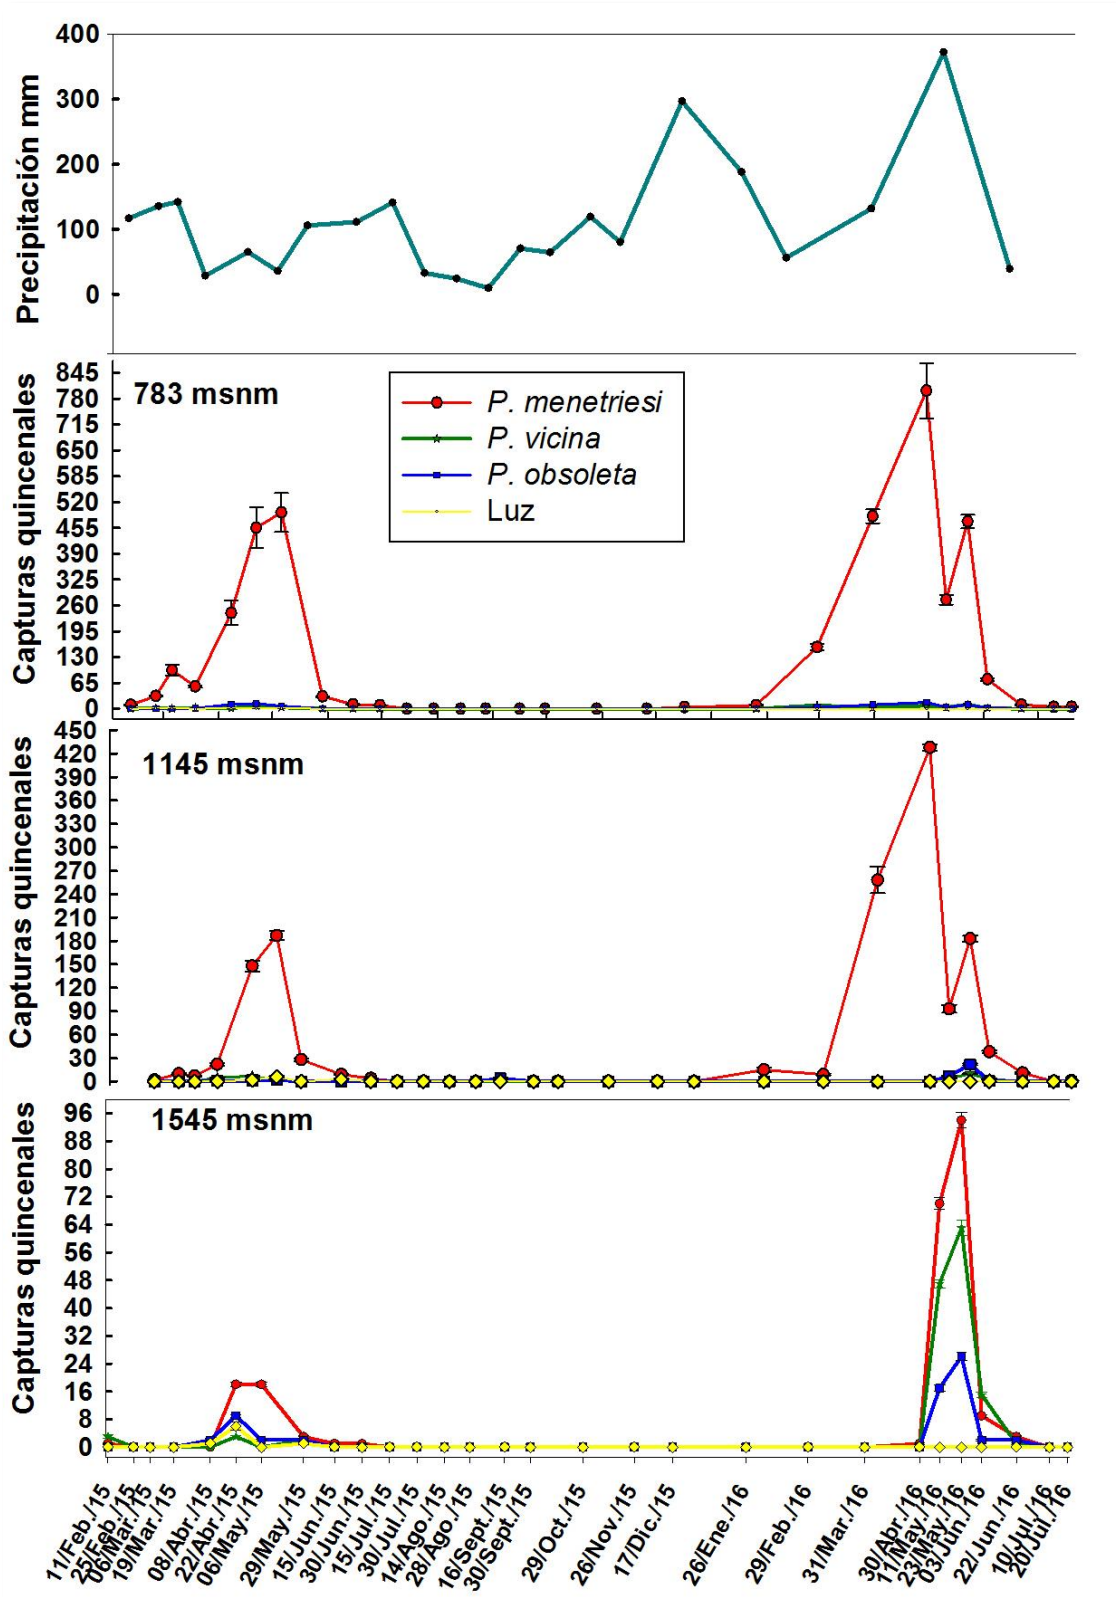 Precipitación mm
400
300
200
100
0
Capturas quincenales
783 msnm
845
780
715
650
585
520
455
390
325
260
195
130
65
0
P. menetriesi
P. vicina
P. obsoleta
Luz
Capturas quincenales
1145 msnm
450
420
390
360
330
300
270
240
210
180
150
120
90
60
30
0
Capturas quincenales
1545 msnm
96
88
80
72
64
56
48
40
32
24
16
8
0
11/Feb./15
25/Feb./15
06/Mar./15
19/Mar./15
08/Abr./15
22/Abr./15
06/May./15
29/May./15
15/Jun./15
30/Jun./15
15/Jul./15
30/Jul./15
14/Ago./15
28/Ago./15
16/Sept./15
30/Sept./15
29/Oct./15
26/Nov./15
17/Dic./15
26/Ene./16
29/Feb./16
31/Mar./16
30/Abr./16
11/May./16
23/May./16
03/Jun./16
22/Jun./16
10/Jul./16
20/Jul./16